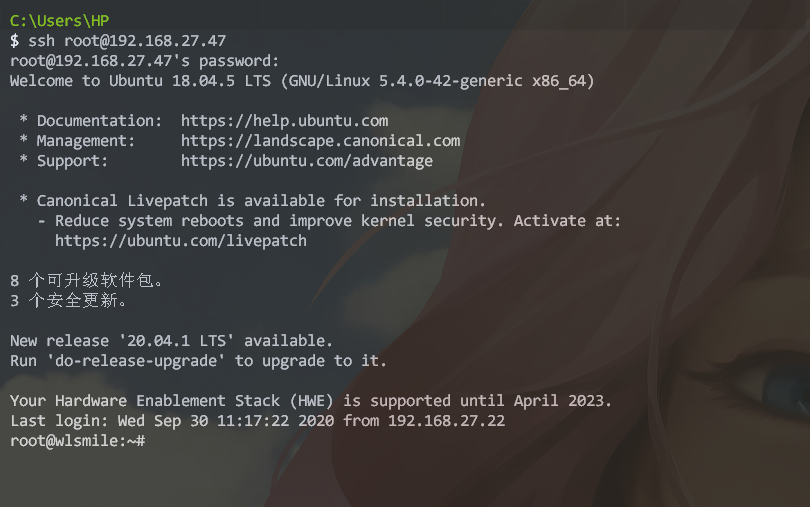 C:\Users\HP
$ ssh root@192.168.27.47
root@192.168.27.47's password:
Welcome to Ubuntu 18.04.5 LTS (GNU/Linux 5.4.0-42-generic x86_64)
* Documentation:  https://help.ubuntu.com
* Management:     https://landscape.canonical.com
* Support:        https://ubuntu.com/advantage
* Canonical Livepatch is available for installation.
- Reduce system reboots and improve kernel security. Activate at:
https://ubuntu.com/livepatch
8 个可升级软件包。
3 个安全更新。
New release '20.04.1 LTS' available.
Run 'do-release-upgrade' to upgrade to it.
Your Hardware Enablement Stack (HWE) is supported until April 2023.
Last login: Wed Sep 30 11:17:22 2020 from 192.168.27.22
root@wlsmile:~#